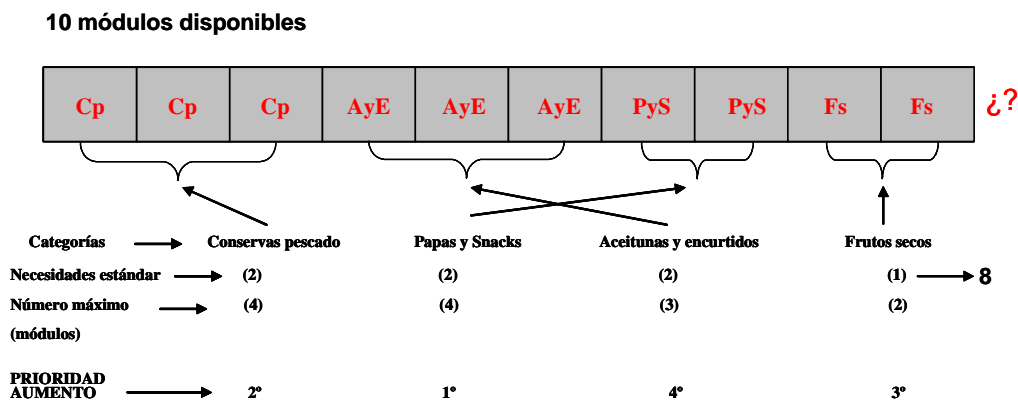 10 módulos disponibles
Cp Cp Cp AyE AyE AyE PyS PyS Fs Fs ¿?
Categorías Conservas pescado Papas y Snacks Aceitunas y encurtidos Frutos secos
Necesidades estándar (2) (2) (2) (1) 8
Número máximo (4) (4) (3) (2)
(módulos)
PRIORIDAD
AUMENTO 2º 1º 4º 3º